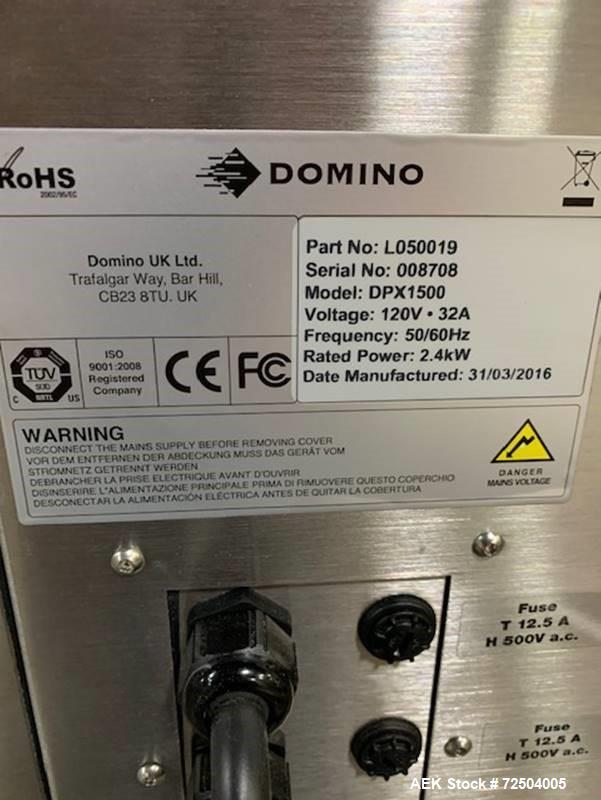 RoHS
2002/95/EC
DOMINO
Domino UK Ltd.
Trafalgar Way, Bar Hill,
CB23 8TU. UK
Part No: L050019
Serial No: 008708
Model: DPX1500
Voltage: 120V • 32A
Frequency: 50/60Hz
Rated Power: 2.4kW
Date Manufactured: 31/03/2016
TÜV
SÜD
NRTL
C US
ISO
9001:2008
Registered
Company
CE
FC
WARNING
DISCONNECT THE MAINS SUPPLY BEFORE REMOVING COVER
VOR DEM ENTFERNEN DER ABDECKUNG MUSS DAS GERÄT VOM
STROMNETZ GETRENNT WERDEN
DEBRANCHER LA PRISE ELECTRIQUE AVANT D'OUVRIR
DISINSERIRE L'ALIMENTAZIONE PRINCIPALE PRIMA DI RIMUOVERE QUESTO COPERCHIO
DESCONECTAR LA ALIMENTACIÓN ELÉCTRICA ANTES DE QUITAR LA COBERTURA
DANGER
MAINS VOLTAGE
Fuse
T 12.5 A
H 500V a.c.
Fuse
T 12.5 A
H 500V a.c.
AEK Stock# 72504005